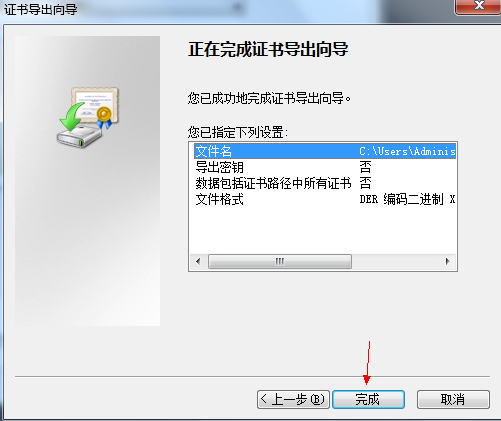 证书导出向导
正在完成证书导出向导
您已成功地完成证书导出向导。
您已指定下列设置:
文件名 C:\Users\Adminis
导出密钥 否
数据包括证书路径中所有证书 否
文件格式 DER 编码二进制 X
< 上一步(B) 完成 取消